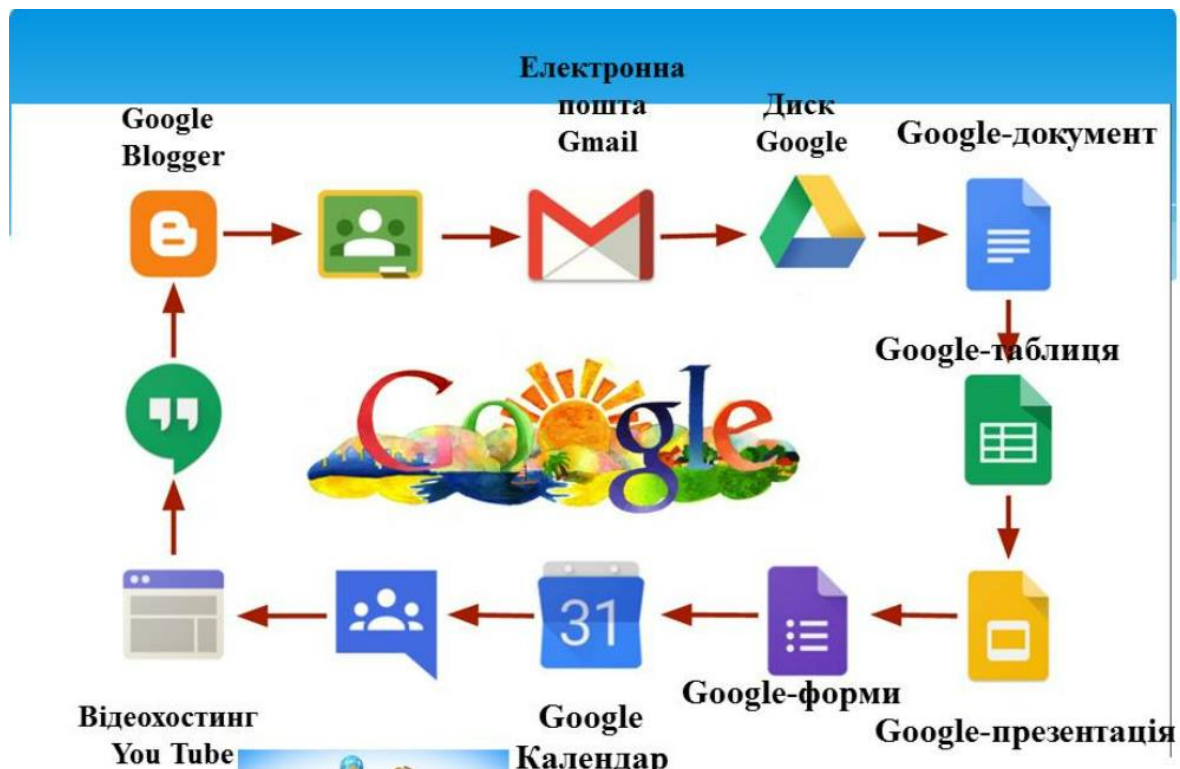 Google
Blogger
Електронна
пошта
Gmail
Диск
Google
Google-документ
Google-таблиця
Google
31
Google-форми
Google-презентація
Google
Календар
Відеохостинг
You Tube